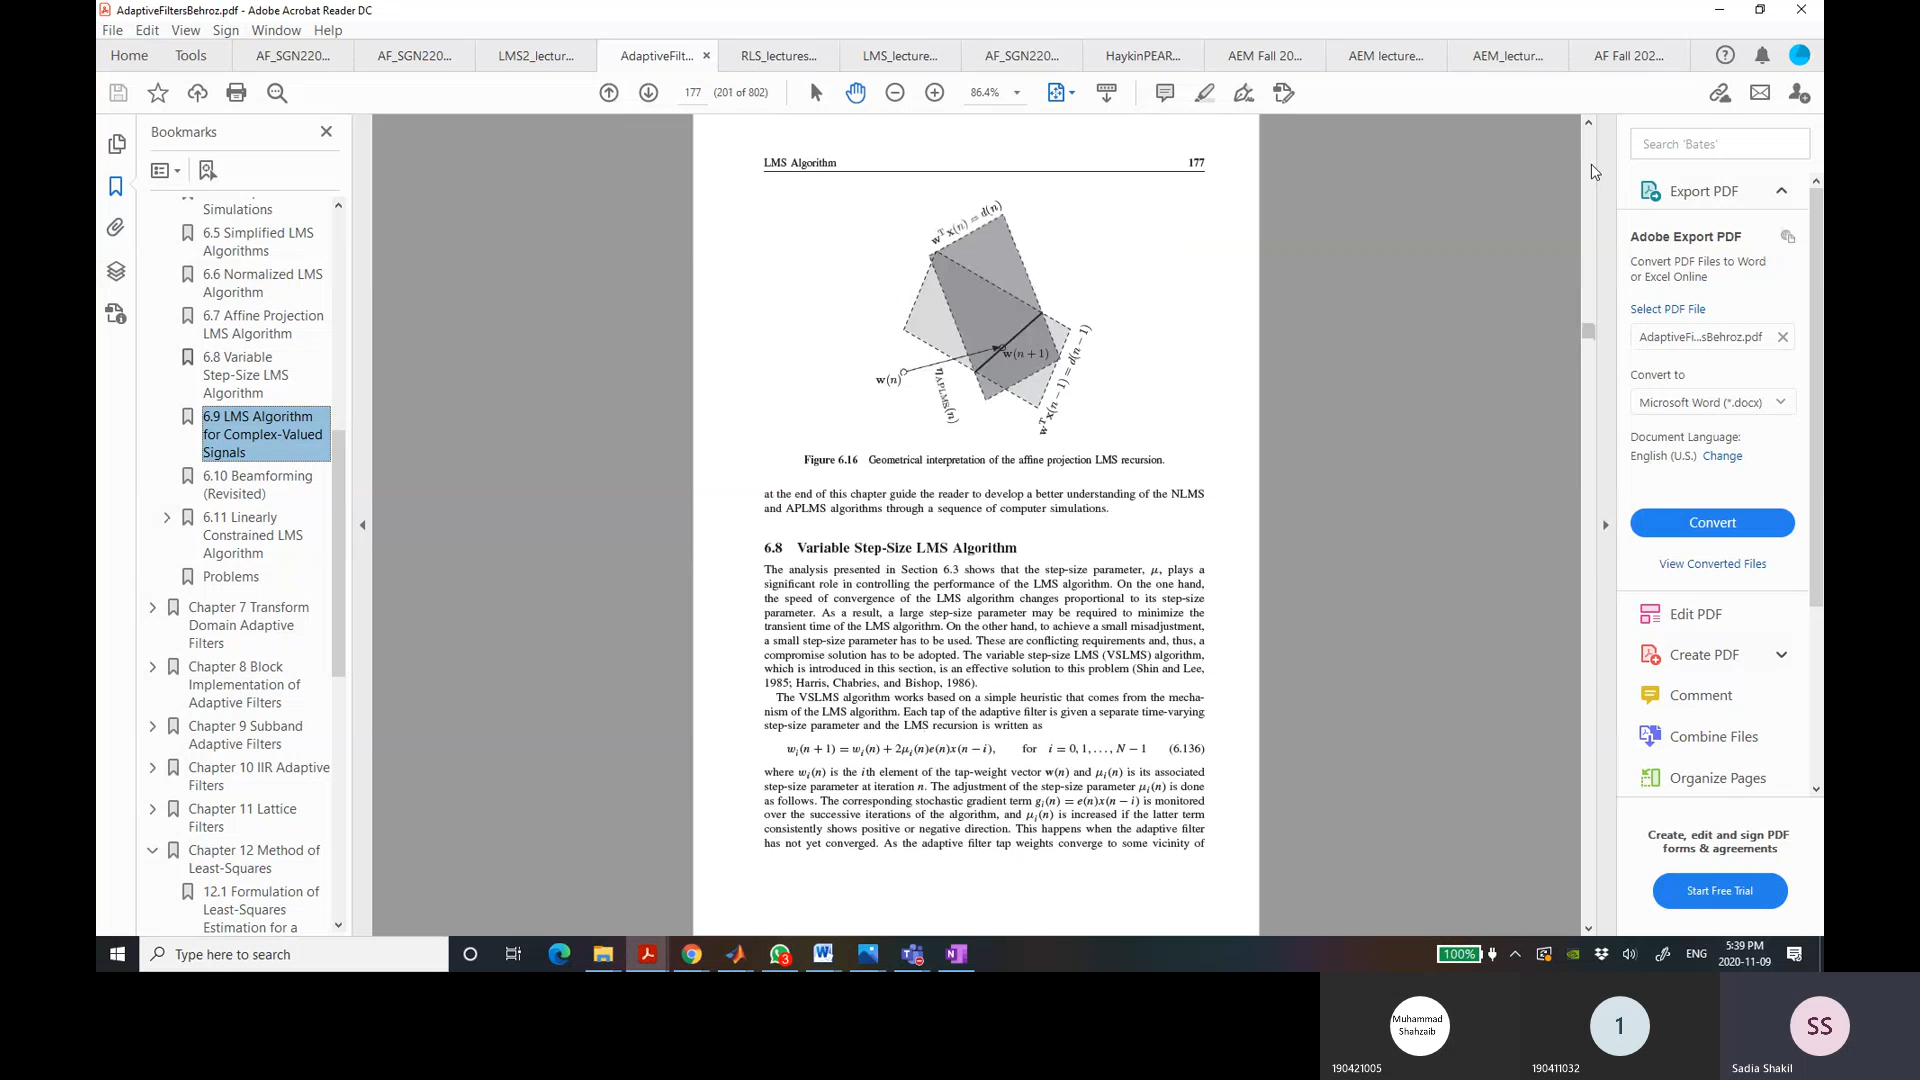 AdaptiveFiltersBehroz.pdf - Adobe Acrobat Reader DC
File Edit View Sign Window Help
Home Tools AF_SGN220... AF_SGN220... LMS2_lectur... AdaptiveFilt... × RLS_lectures... LMS_lecture... AF_SGN220... HaykinPEAR... AEM Fall 20... AEM lecture... AEM_lectur... AF Fall 202...
177 (201 of 802) 86.4%
Bookmarks
Simulations
6.5 Simplified LMS
Algorithms
6.6 Normalized LMS
Algorithm
6.7 Affine Projection
LMS Algorithm
6.8 Variable
Step-Size LMS
Algorithm
6.9 LMS Algorithm
for Complex-Valued
Signals
6.10 Beamforming
(Revisited)
6.11 Linearly
Constrained LMS
Algorithm
Problems
Chapter 7 Transform
Domain Adaptive
Filters
Chapter 8 Block
Implementation of
Adaptive Filters
Chapter 9 Subband
Adaptive Filters
Chapter 10 IIR Adaptive
Filters
Chapter 11 Lattice
Filters
Chapter 12 Method of
Least-Squares
12.1 Formulation of
Least-Squares
Estimation for a
LMS Algorithm 177
wᵀx(n) = d(n)
w(n + 1)
w(n)
η_APLMS(n)
wᵀx(n − 1) = d(n − 1)
Figure 6.16 Geometrical interpretation of the affine projection LMS recursion.
at the end of this chapter guide the reader to develop a better understanding of the NLMS
and APLMS algorithms through a sequence of computer simulations.
6.8 Variable Step-Size LMS Algorithm
The analysis presented in Section 6.3 shows that the step-size parameter, μ, plays a
significant role in controlling the performance of the LMS algorithm. On the one hand,
the speed of convergence of the LMS algorithm changes proportional to its step-size
parameter. As a result, a large step-size parameter may be required to minimize the
transient time of the LMS algorithm. On the other hand, to achieve a small misadjustment,
a small step-size parameter has to be used. These are conflicting requirements and, thus, a
compromise solution has to be adopted. The variable step-size LMS (VSLMS) algorithm,
which is introduced in this section, is an effective solution to this problem (Shin and Lee,
1985; Harris, Chabries, and Bishop, 1986).
The VSLMS algorithm works based on a simple heuristic that comes from the mecha-
nism of the LMS algorithm. Each tap of the adaptive filter is given a separate time-varying
step-size parameter and the LMS recursion is written as
wᵢ(n + 1) = wᵢ(n) + 2μᵢ(n)e(n)x(n − i), for i = 0, 1, . . . , N − 1 (6.136)
where wᵢ(n) is the ith element of the tap-weight vector w(n) and μᵢ(n) is its associated
step-size parameter at iteration n. The adjustment of the step-size parameter μᵢ(n) is done
as follows. The corresponding stochastic gradient term gᵢ(n) = e(n)x(n − i) is monitored
over the successive iterations of the algorithm, and μᵢ(n) is increased if the latter term
consistently shows positive or negative direction. This happens when the adaptive filter
has not yet converged. As the adaptive filter tap weights converge to some vicinity of
Search 'Bates'
Export PDF
Adobe Export PDF
Convert PDF Files to Word
or Excel Online
Select PDF File
AdaptiveFi...sBehroz.pdf
Convert to
Microsoft Word (*.docx)
Document Language:
English (U.S.) Change
Convert
View Converted Files
Edit PDF
Create PDF
Comment
Combine Files
Organize Pages
Create, edit and sign PDF
forms & agreements
Start Free Trial
Type here to search
3
100%
ENG
5:39 PM
2020-11-09
Muhammad
Shahzaib
190421005
1
190411032
SS
Sadia Shakil